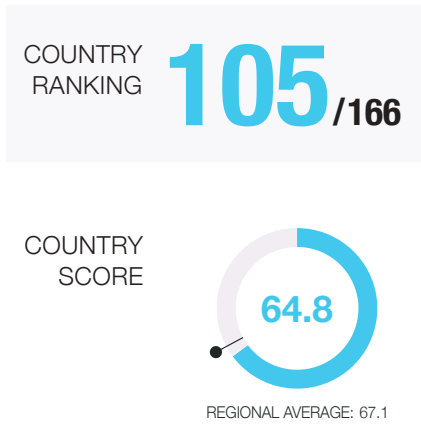 COUNTRY
RANKING
105/166
COUNTRY
SCORE
64.8
REGIONAL AVERAGE: 67.1